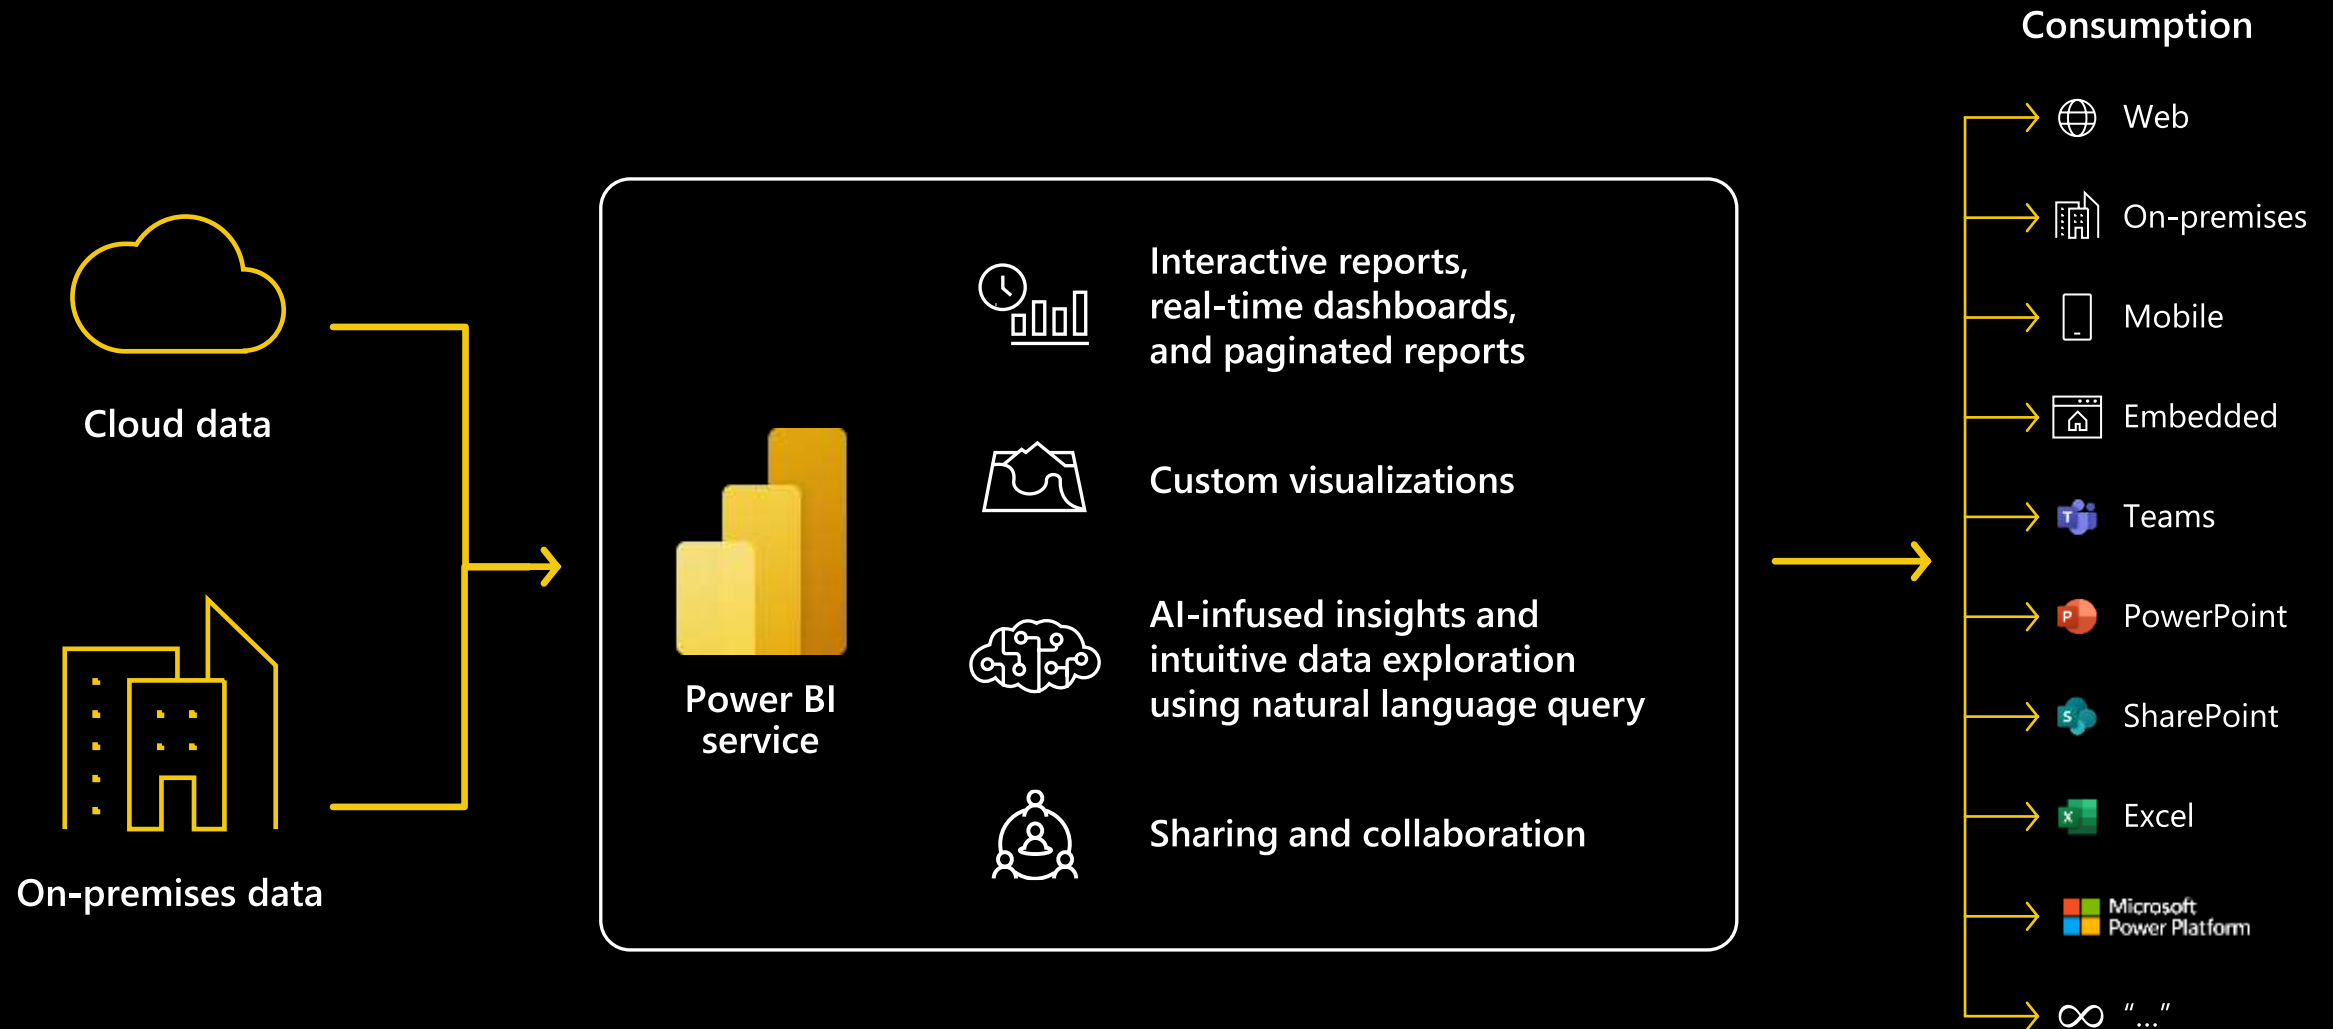 Consumption
Web
On-premises
Mobile
Embedded
Teams
PowerPoint
SharePoint
Excel
Microsoft
Power Platform
“...”
Cloud data
On-premises data
Power BI
service
Interactive reports,
real-time dashboards,
and paginated reports
Custom visualizations
AI-infused insights and
intuitive data exploration
using natural language query
Sharing and collaboration